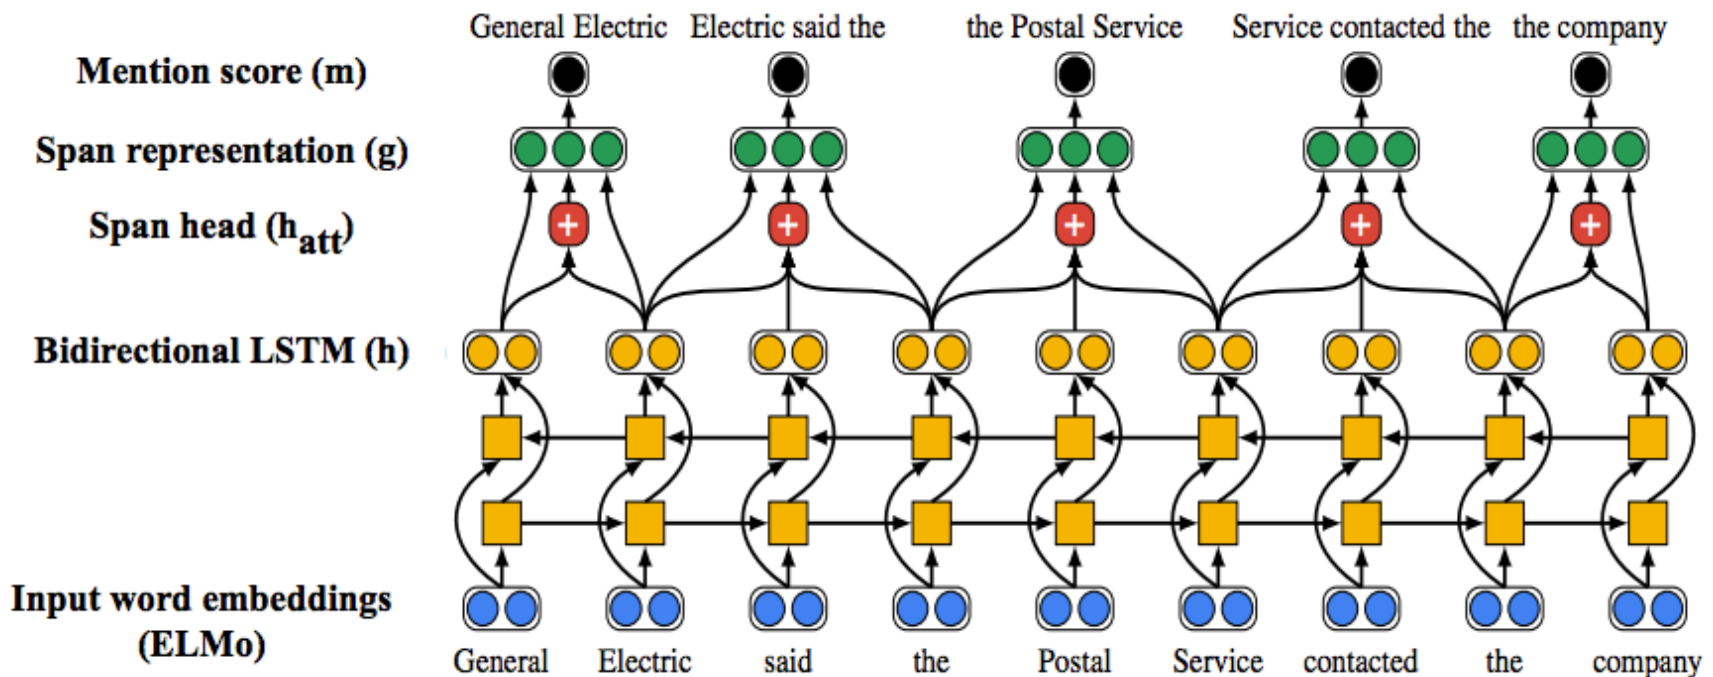 General Electric Electric said the the Postal Service Service contacted the the company
Mention score (m)
Span representation (g)
+ + + + +
Span head (hatt)
Bidirectional LSTM (h)
Input word embeddings
(ELMo)
General Electric said the Postal Service contacted the company